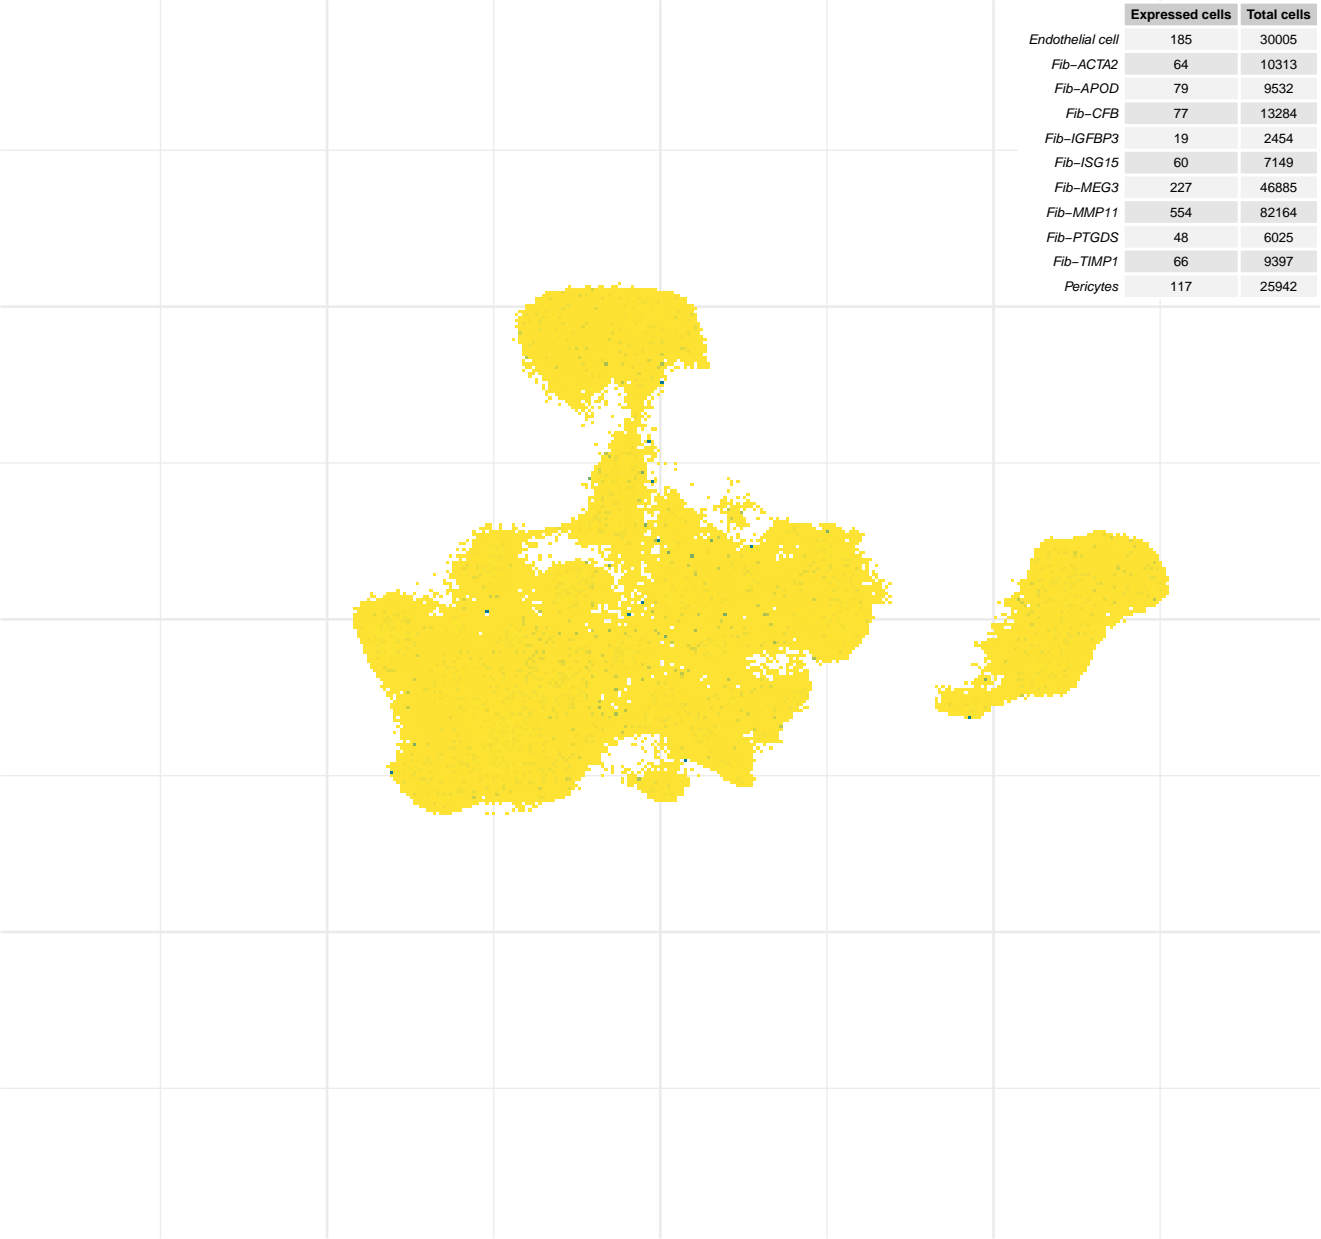 Expressed cells Total cells
Endothelial cell 185 30005
Fib−ACTA2 64 10313
Fib−APOD 79 9532
Fib−CFB 77 13284
Fib−IGFBP3 19 2454
Fib−ISG15 60 7149
Fib−MEG3 227 46885
Fib−MMP11 554 82164
Fib−PTGDS 48 6025
Fib−TIMP1 66 9397
Pericytes 117 25942